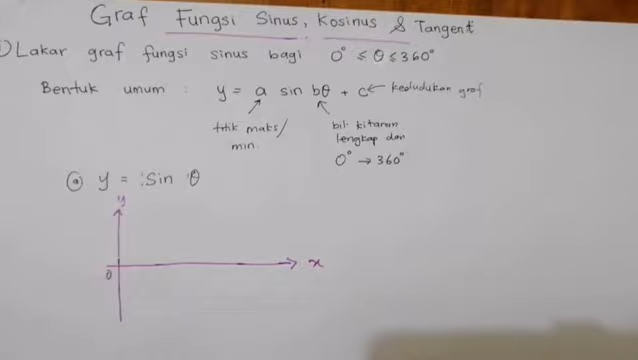 Graf Fungsi Sinus, Kosinus & Tangent
① Lakar graf fungsi sinus bagi 0° ≤ θ ≤ 360°
Bentuk umum : y = a sin bθ + c ← kedudukan graf
titik maks/
min.
bil. kitaran
lengkap dari
0° → 360°
ⓐ y = sin θ
y
0
x